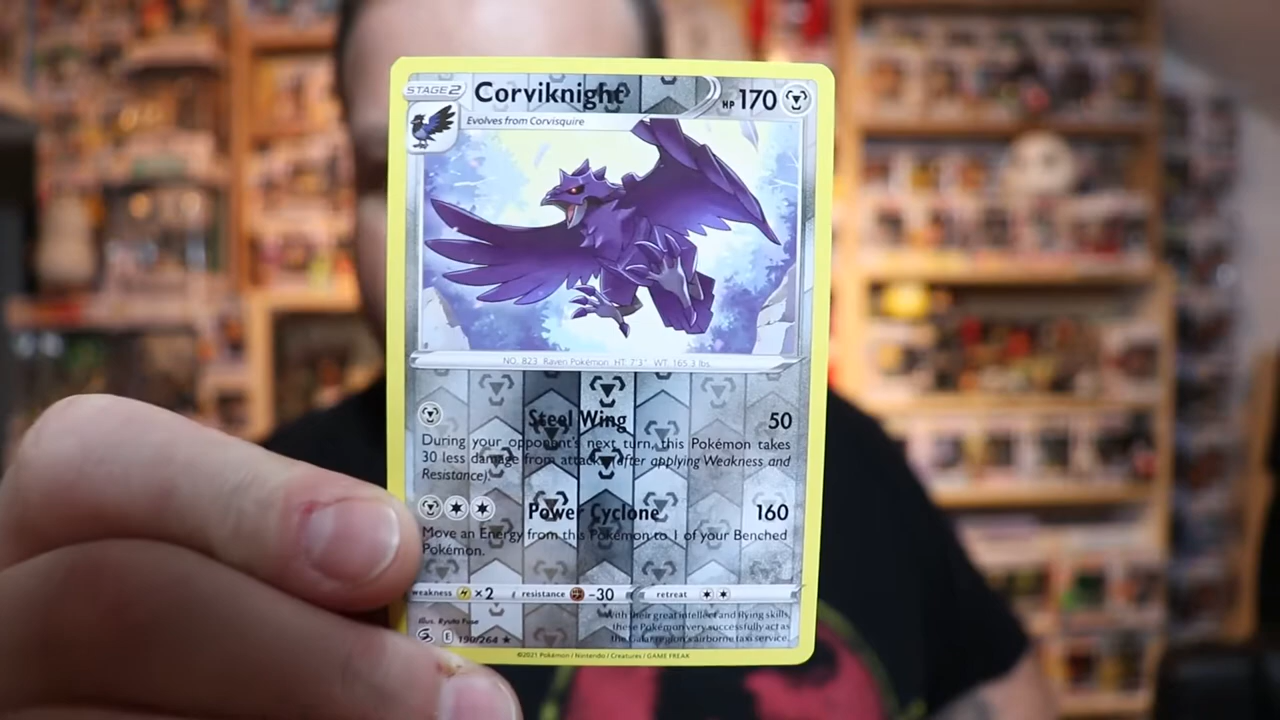 STAGE 2 Corviknight HP 170
Evolves from Corvisquire
NO. 823 Raven Pokémon HT: 7'3" WT: 165.3 lbs.
Steel Wing 50
During your opponent's next turn, this Pokémon takes
30 less damage from attacks (after applying Weakness and
Resistance).
Power Cyclone 160
Move an Energy from this Pokémon to 1 of your Benched
Pokémon.
weakness ×2 resistance -30 retreat
Illus. Ryuta Fuse
With their great intellect and flying skills,
these Pokémon very successfully act as
the Galar region's airborne taxi service.
E 190/264 ★
©2021 Pokémon / Nintendo / Creatures / GAME FREAK